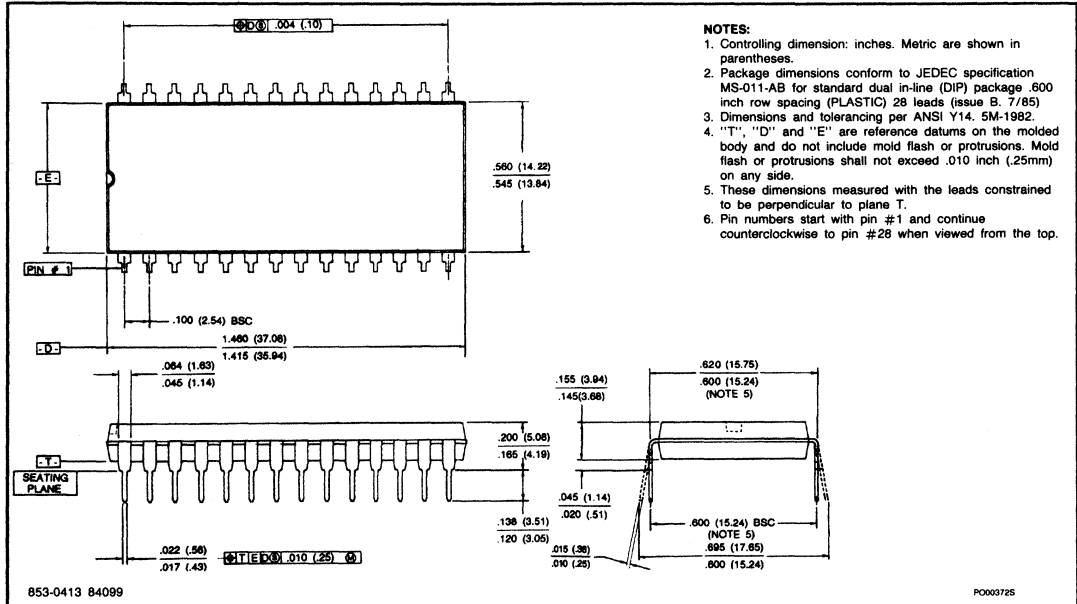 ⌖ D Ⓢ .004 (.10)
NOTES:
1. Controlling dimension: inches. Metric are shown in
parentheses.
2. Package dimensions conform to JEDEC specification
MS-011-AB for standard dual in-line (DIP) package .600
inch row spacing (PLASTIC) 28 leads (issue B. 7/85)
3. Dimensions and tolerancing per ANSI Y14. 5M-1982.
4. "T", "D" and "E" are reference datums on the molded
body and do not include mold flash or protrusions. Mold
flash or protrusions shall not exceed .010 inch (.25mm)
on any side.
5. These dimensions measured with the leads constrained
to be perpendicular to plane T.
6. Pin numbers start with pin #1 and continue
counterclockwise to pin #28 when viewed from the top.
-E-
.560 (14.22)
.545 (13.84)
PIN # 1
.100 (2.54) BSC
-D-
1.460 (37.08)
1.415 (35.94)
.064 (1.63)
.045 (1.14)
.155 (3.94)
.145(3.68)
.620 (15.75)
.600 (15.24)
(NOTE 5)
.200 (5.08)
.165 (4.19)
-T-
SEATING
PLANE
.045 (1.14)
.020 (.51)
.138 (3.51)
.120 (3.05)
.600 (15.24) BSC
(NOTE 5)
.695 (17.65)
.600 (15.24)
.015 (.38)
.010 (.25)
.022 (.56)
.017 (.43)
⌖ T E D Ⓢ .010 (.25) Ⓜ
853-0413 84099
PO00372S